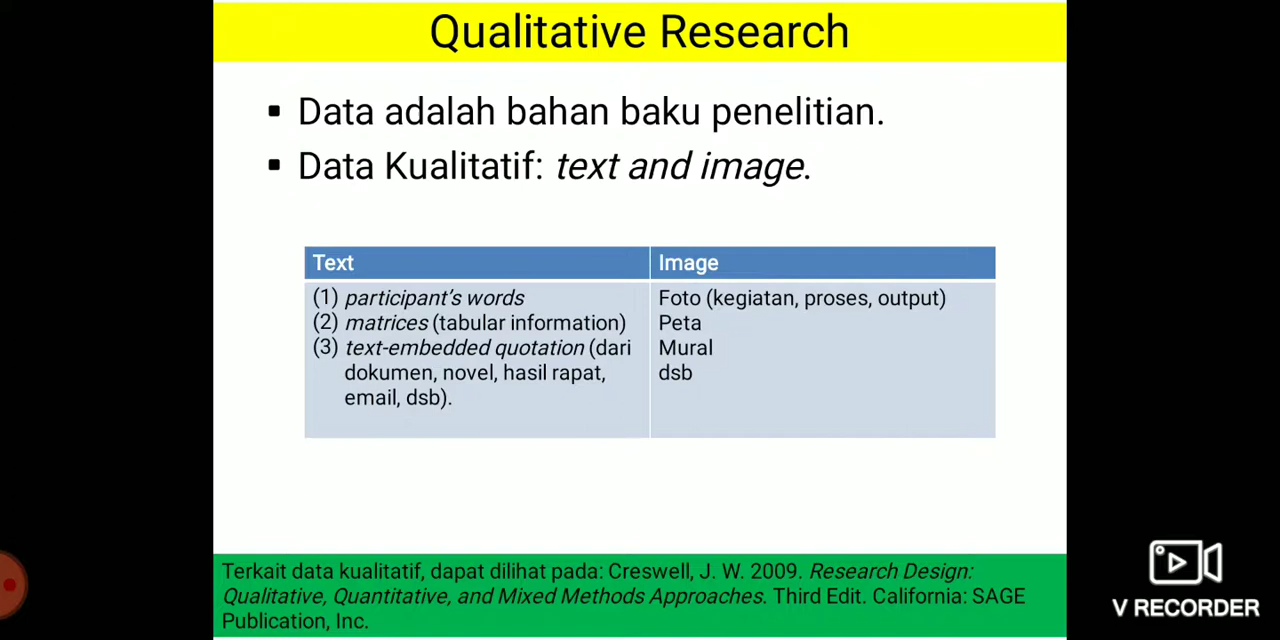 Qualitative Research
▪ Data adalah bahan baku penelitian.
▪ Data Kualitatif: text and image.
Text
Image
(1) participant's words
(2) matrices (tabular information)
(3) text-embedded quotation (dari
dokumen, novel, hasil rapat,
email, dsb).
Foto (kegiatan, proses, output)
Peta
Mural
dsb
Terkait data kualitatif, dapat dilihat pada: Creswell, J. W. 2009. Research Design:
Qualitative, Quantitative, and Mixed Methods Approaches. Third Edit. California: SAGE
Publication, Inc.
V RECORDER